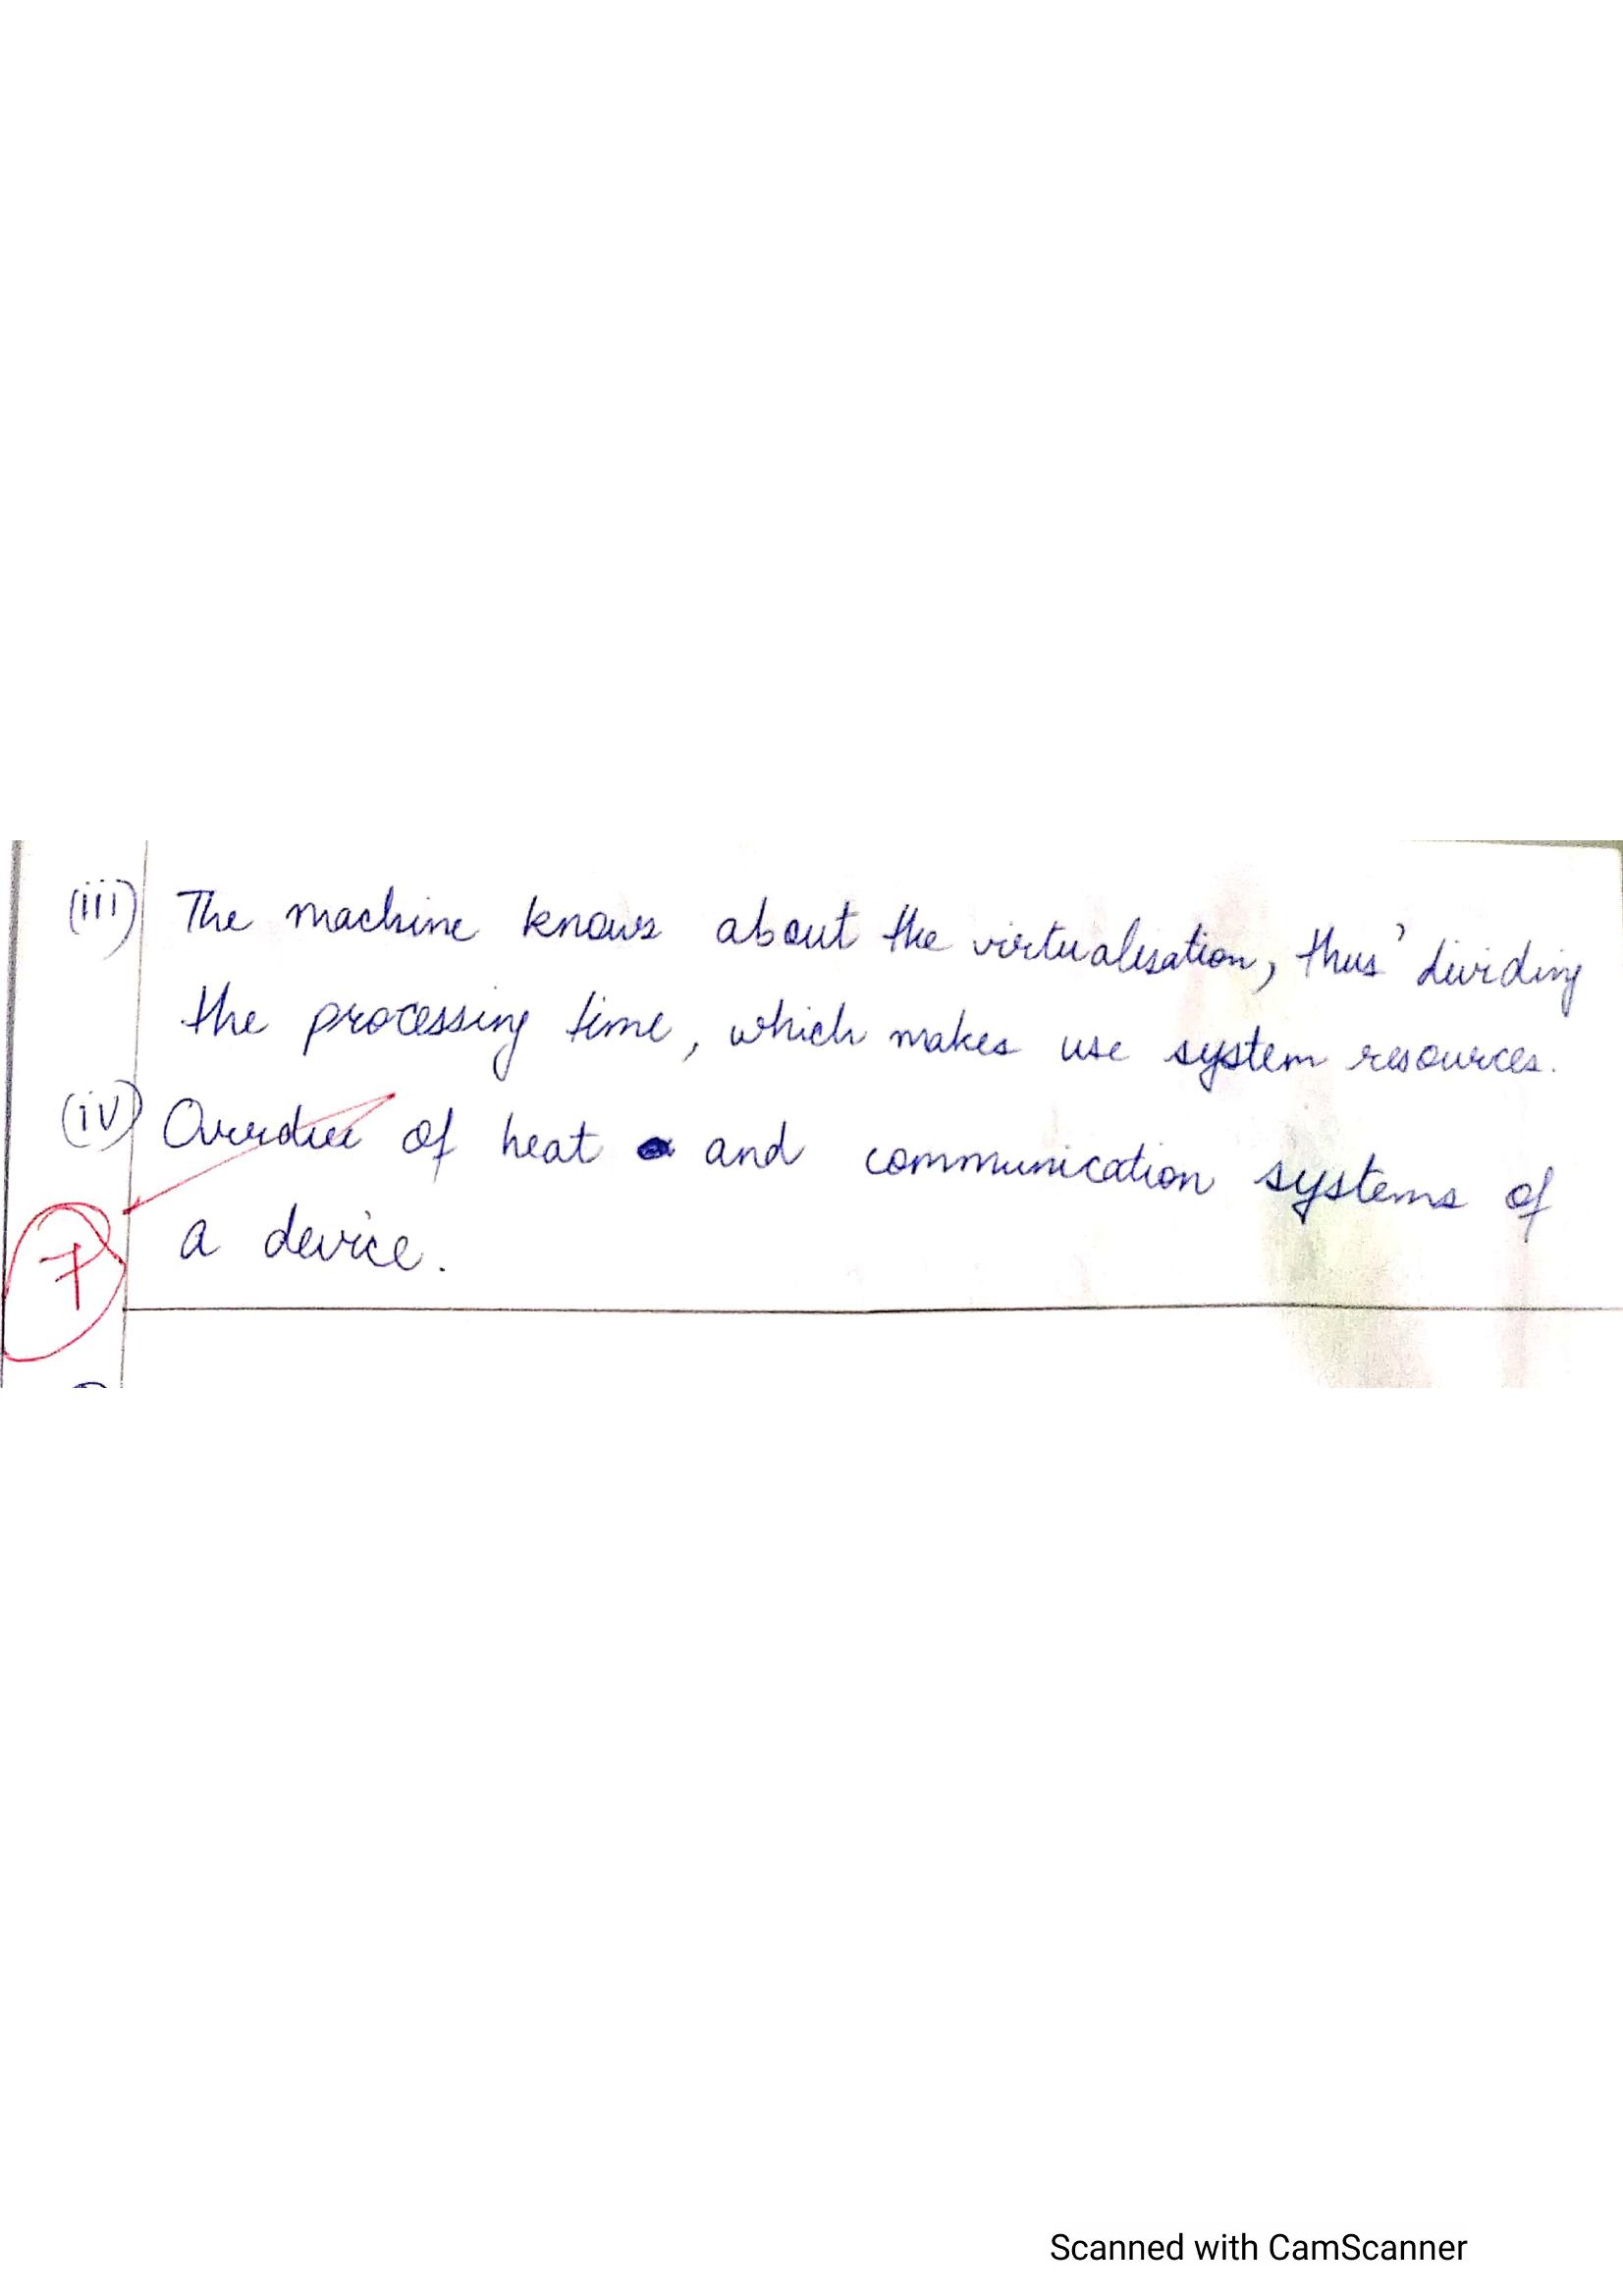 (iii) The machine knows about the virtualisation, thus dividing
the processing time, which makes use system resources.
(iv) of heat and communication systems of
a device.
7
Scanned with CamScanner